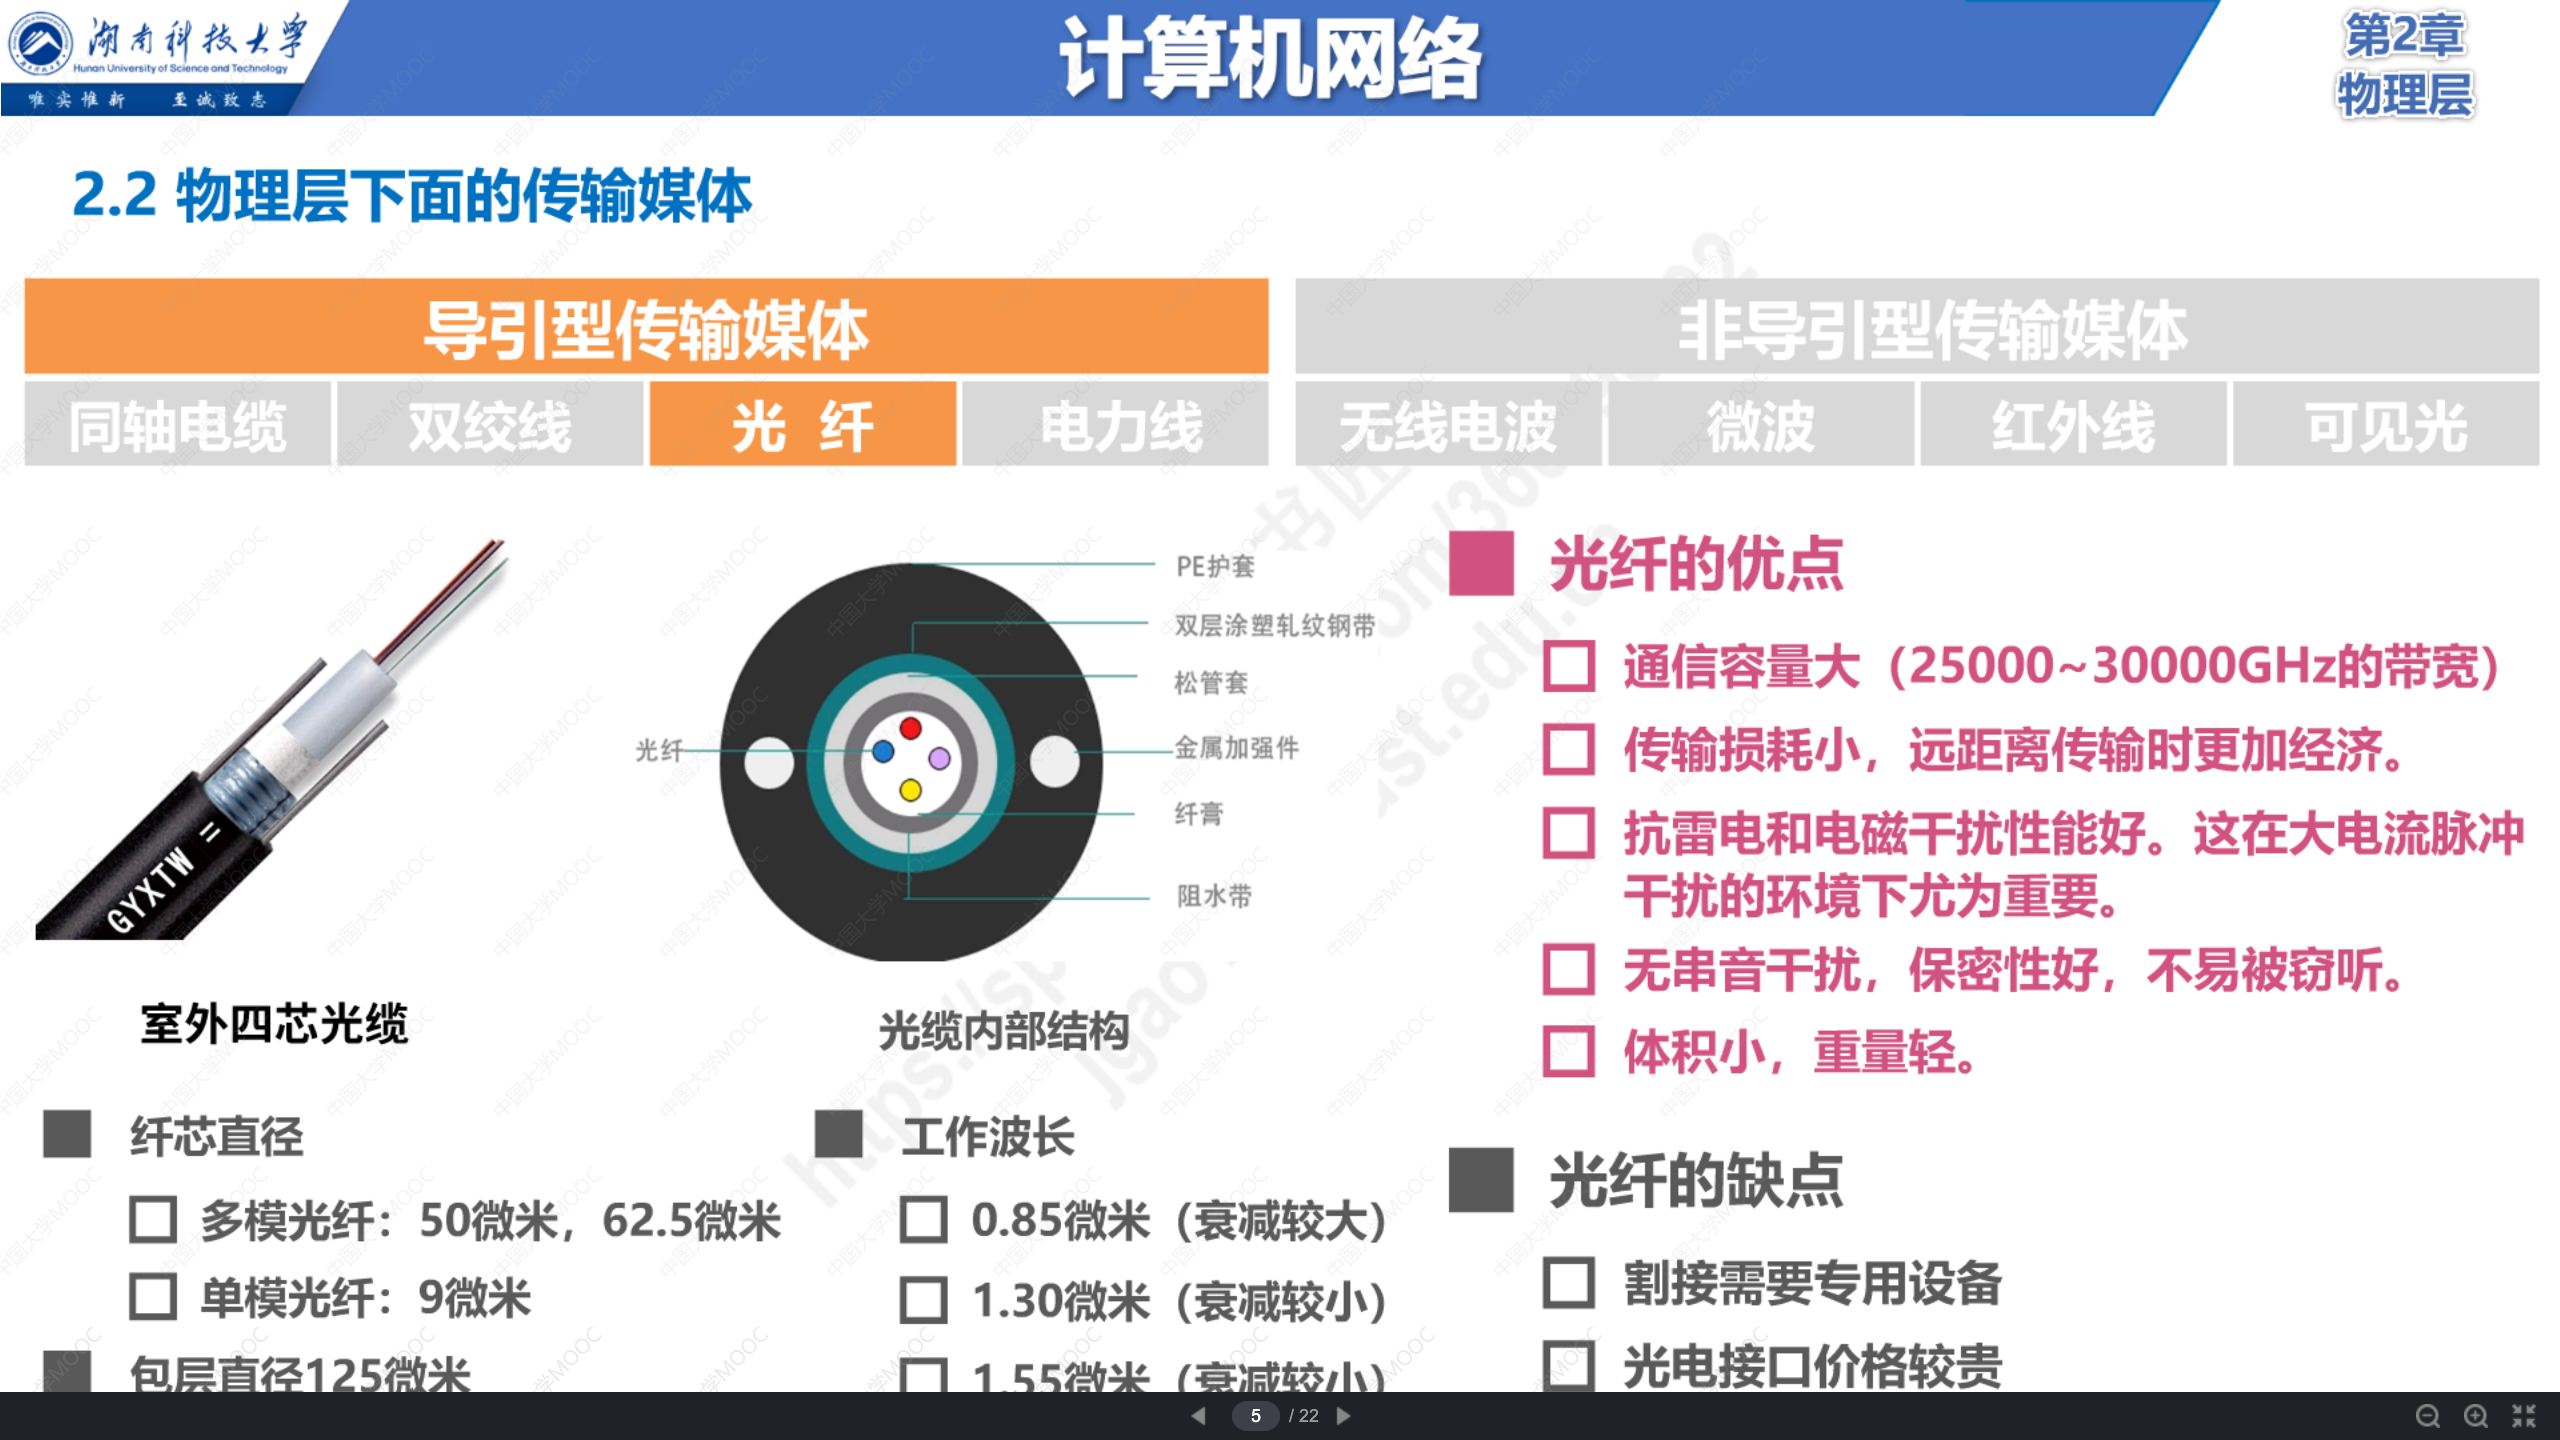 湖南科技大学
Hunan University of Science and Technology
唯实惟新 至诚致志
计算机网络
第2章
物理层
2.2 物理层下面的传输媒体
导引型传输媒体
非导引型传输媒体
同轴电缆
双绞线
光 纤
电力线
无线电波
微波
红外线
可见光
GYXTW =
室外四芯光缆
PE护套
双层涂塑轧纹钢带
松管套
光纤
金属加强件
纤膏
阻水带
光缆内部结构
纤芯直径
多模光纤：50微米，62.5微米
单模光纤：9微米
包层直径125微米
工作波长
0.85微米（衰减较大）
1.30微米（衰减较小）
1.55微米（衰减较小）
光纤的优点
通信容量大（25000~30000GHz的带宽）
传输损耗小，远距离传输时更加经济。
抗雷电和电磁干扰性能好。这在大电流脉冲
干扰的环境下尤为重要。
无串音干扰，保密性好，不易被窃听。
体积小，重量轻。
光纤的缺点
割接需要专用设备
光电接口价格较贵
中国大学MOOC
5 / 22